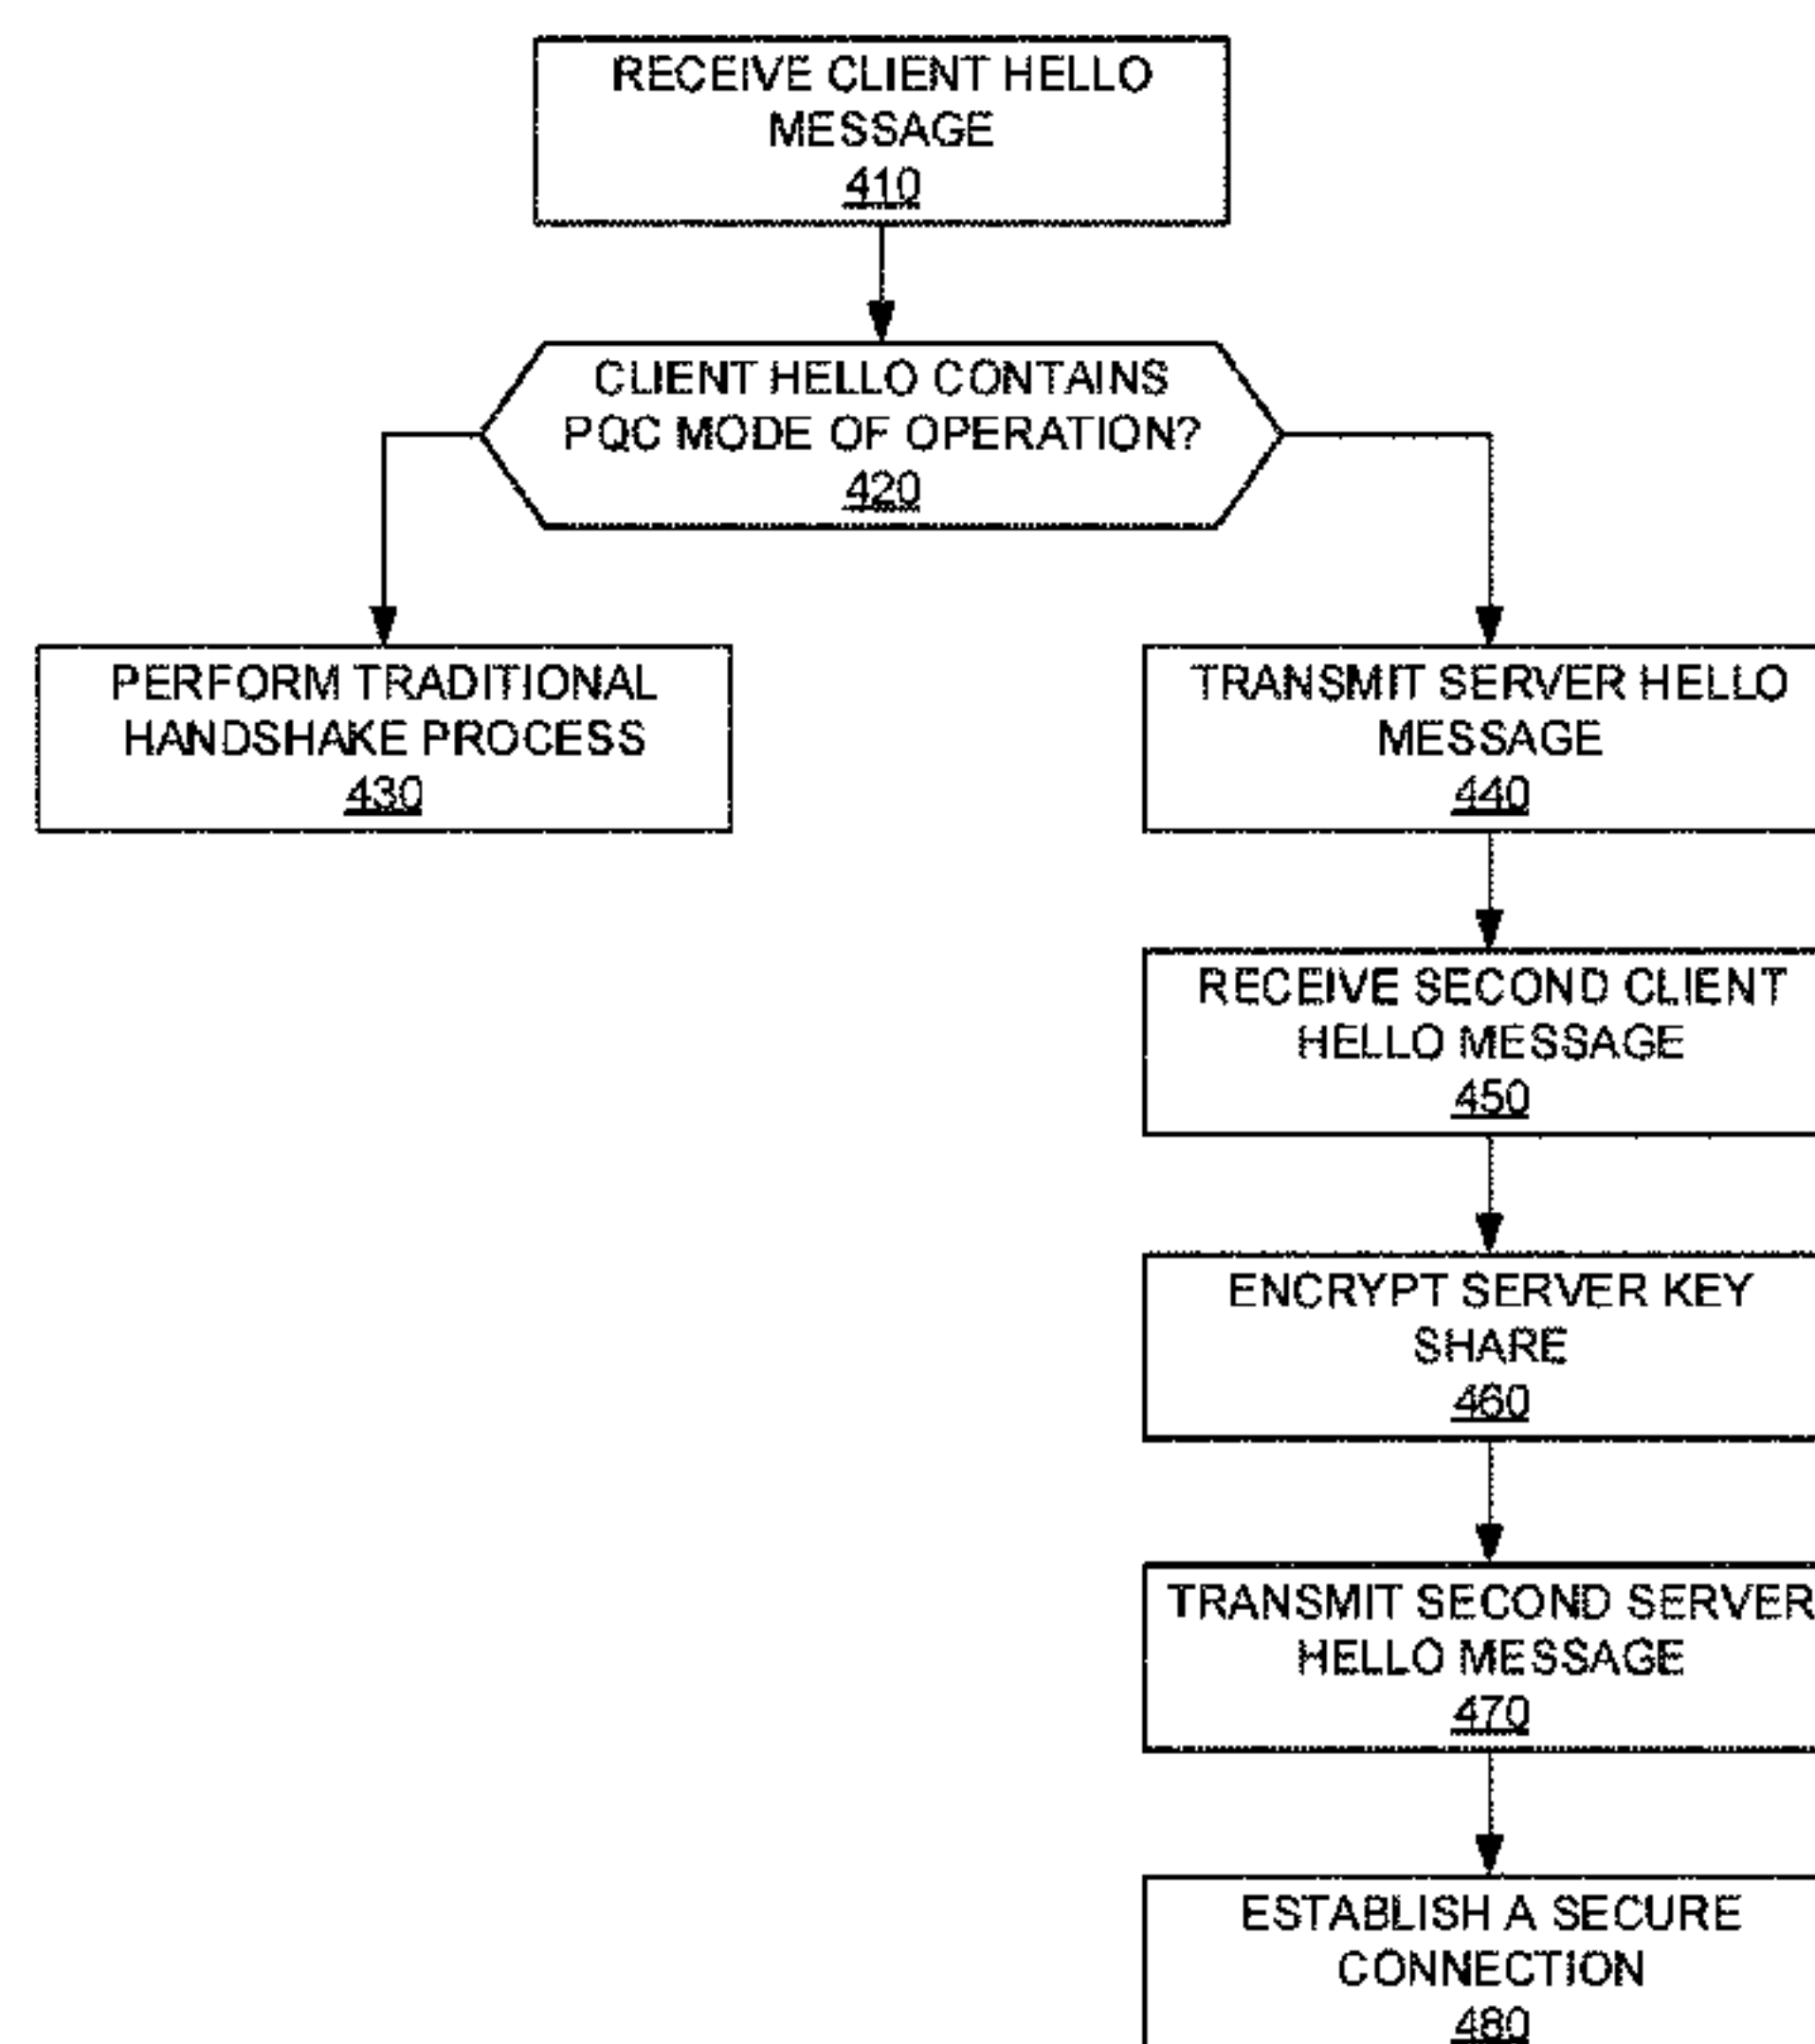 RECEIVE CLIENT HELLO
MESSAGE
410
CLIENT HELLO CONTAINS
PQC MODE OF OPERATION?
420
PERFORM TRADITIONAL
HANDSHAKE PROCESS
430
TRANSMIT SERVER HELLO
MESSAGE
440
RECEIVE SECOND CLIENT
HELLO MESSAGE
450
ENCRYPT SERVER KEY
SHARE
460
TRANSMIT SECOND SERVER
HELLO MESSAGE
470
ESTABLISH A SECURE
CONNECTION
480